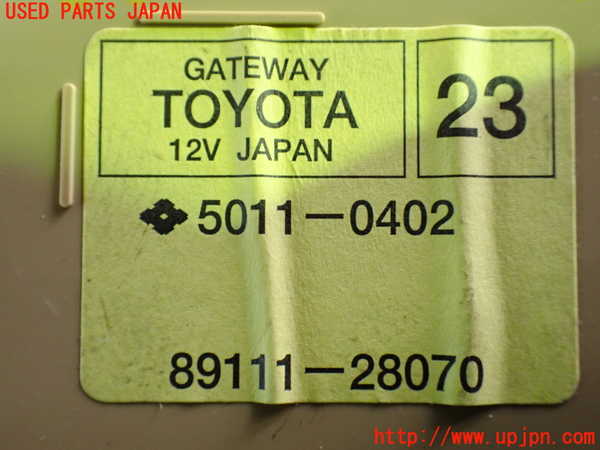 USED PARTS JAPAN
GATEWAY
TOYOTA
12V JAPAN
23
5011-0402
89111-28070
http://www.upjpn.com